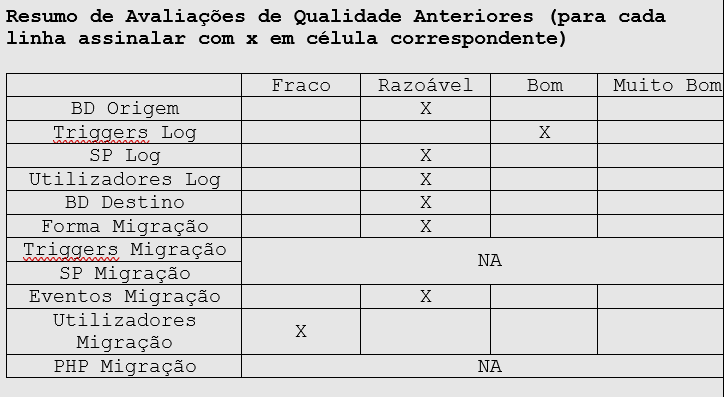 Resumo de Avaliações de Qualidade Anteriores (para cada
linha assinalar com x em célula correspondente)
Fraco Razoável Bom Muito Bom
BD Origem X
Triggers Log X
SP Log X
Utilizadores Log X
BD Destino X
Forma Migração X
Triggers Migração
NA
SP Migração
Eventos Migração X
Utilizadores
Migração X
PHP Migração NA